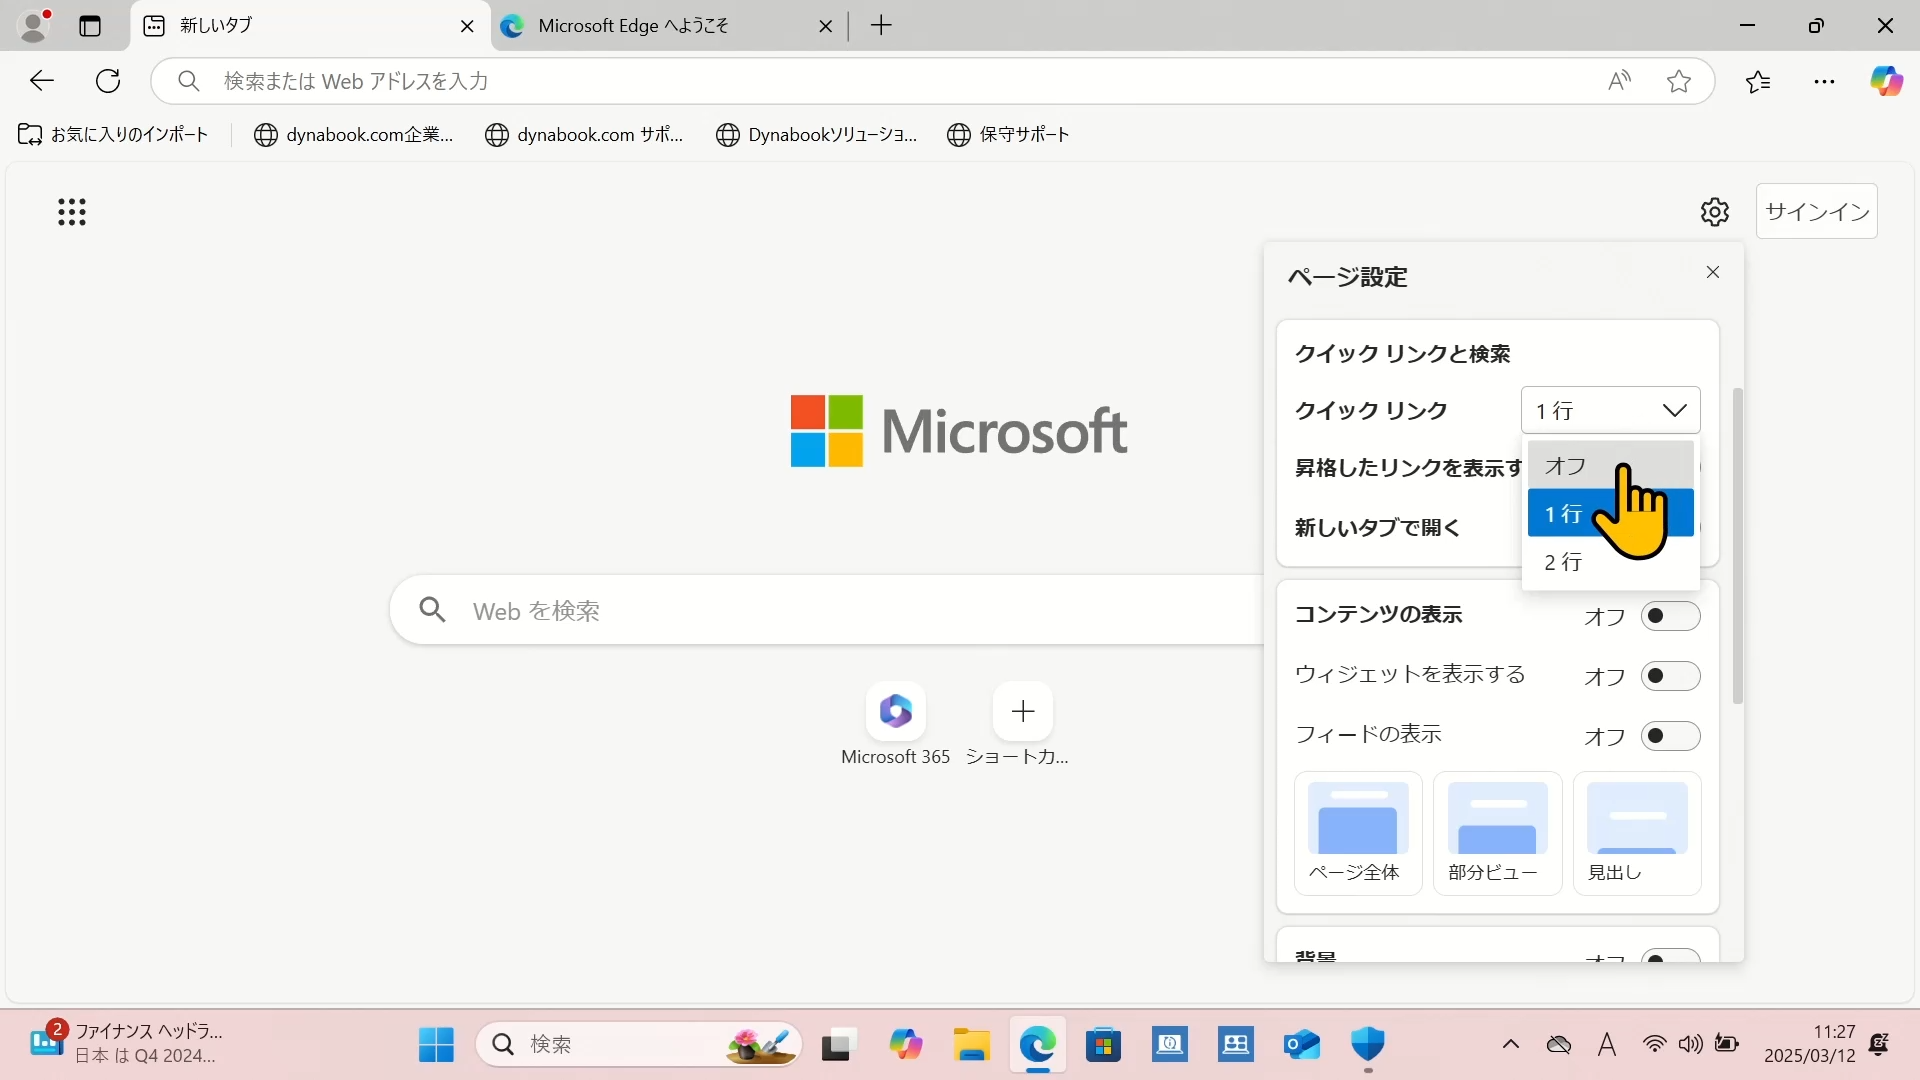 新しいタブ
Microsoft Edge へようこそ
検索または Web アドレスを入力
お気に入りのインポート
dynabook.com企業...
dynabook.com サポ...
Dynabookソリューショ...
保守サポート
サインイン
ページ設定
クイック リンクと検索
クイック リンク
1 行
昇格したリンクを表示す
オフ
1 行
新しいタブで開く
2 行
Microsoft
Web を検索
コンテンツの表示
オフ
ウィジェットを表示する
オフ
フィードの表示
オフ
Microsoft 365
ショートカ...
ページ全体
部分ビュー
見出し
背景
オフ
2
ファイナンス ヘッドラ...
日本 は Q4 2024...
検索
A
11:27
2025/03/12